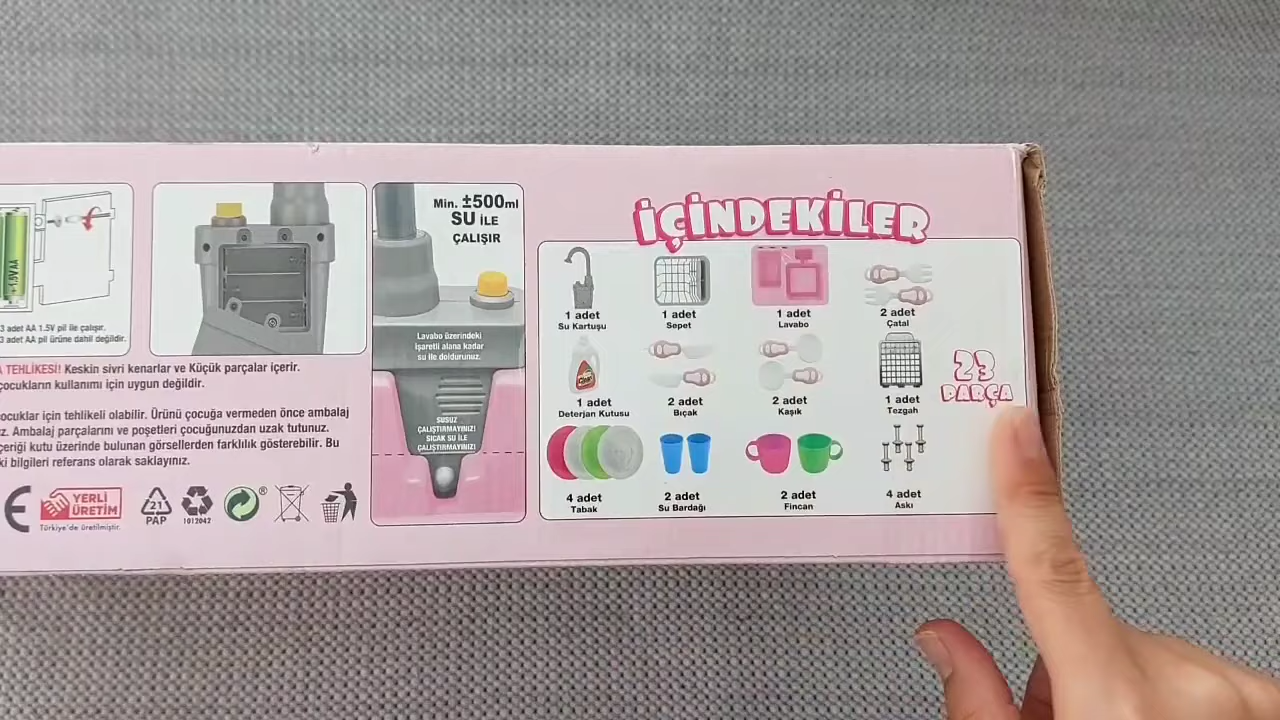 + 1.5V AA
3 adet AA 1.5V pil ile çalışır.
3 adet AA pil ürüne dahil değildir.
TEHLİKESİ! Keskin sivri kenarlar ve Küçük parçalar içerir.
çocukların kullanımı için uygun değildir.
çocuklar için tehlikeli olabilir. Ürünü çocuğa vermeden önce ambalaj
Ambalaj parçalarını ve poşetleri çocuğunuzdan uzak tutunuz.
içeriği kutu üzerinde bulunan görsellerden farklılık gösterebilir. Bu
bilgileri referans olarak saklayınız.
CE
YERLİ
ÜRETİM
Türkiye'de üretilmiştir.
21
PAP
1012042
®
Min. ±500ml
SU İLE
ÇALIŞIR
Lavabo üzerindeki
işaretli alana kadar
su ile doldurunuz.
SUSUZ
ÇALIŞTIRMAYINIZ!
SICAK SU İLE
ÇALIŞTIRMAYINIZ!
İÇİNDEKİLER
1 adet
Su Kartuşu
1 adet
Sepet
1 adet
Lavabo
2 adet
Çatal
1 adet
Deterjan Kutusu
2 adet
Bıçak
2 adet
Kaşık
1 adet
Tezgah
4 adet
Tabak
2 adet
Su Bardağı
2 adet
Fincan
4 adet
Askı
23
PARÇA